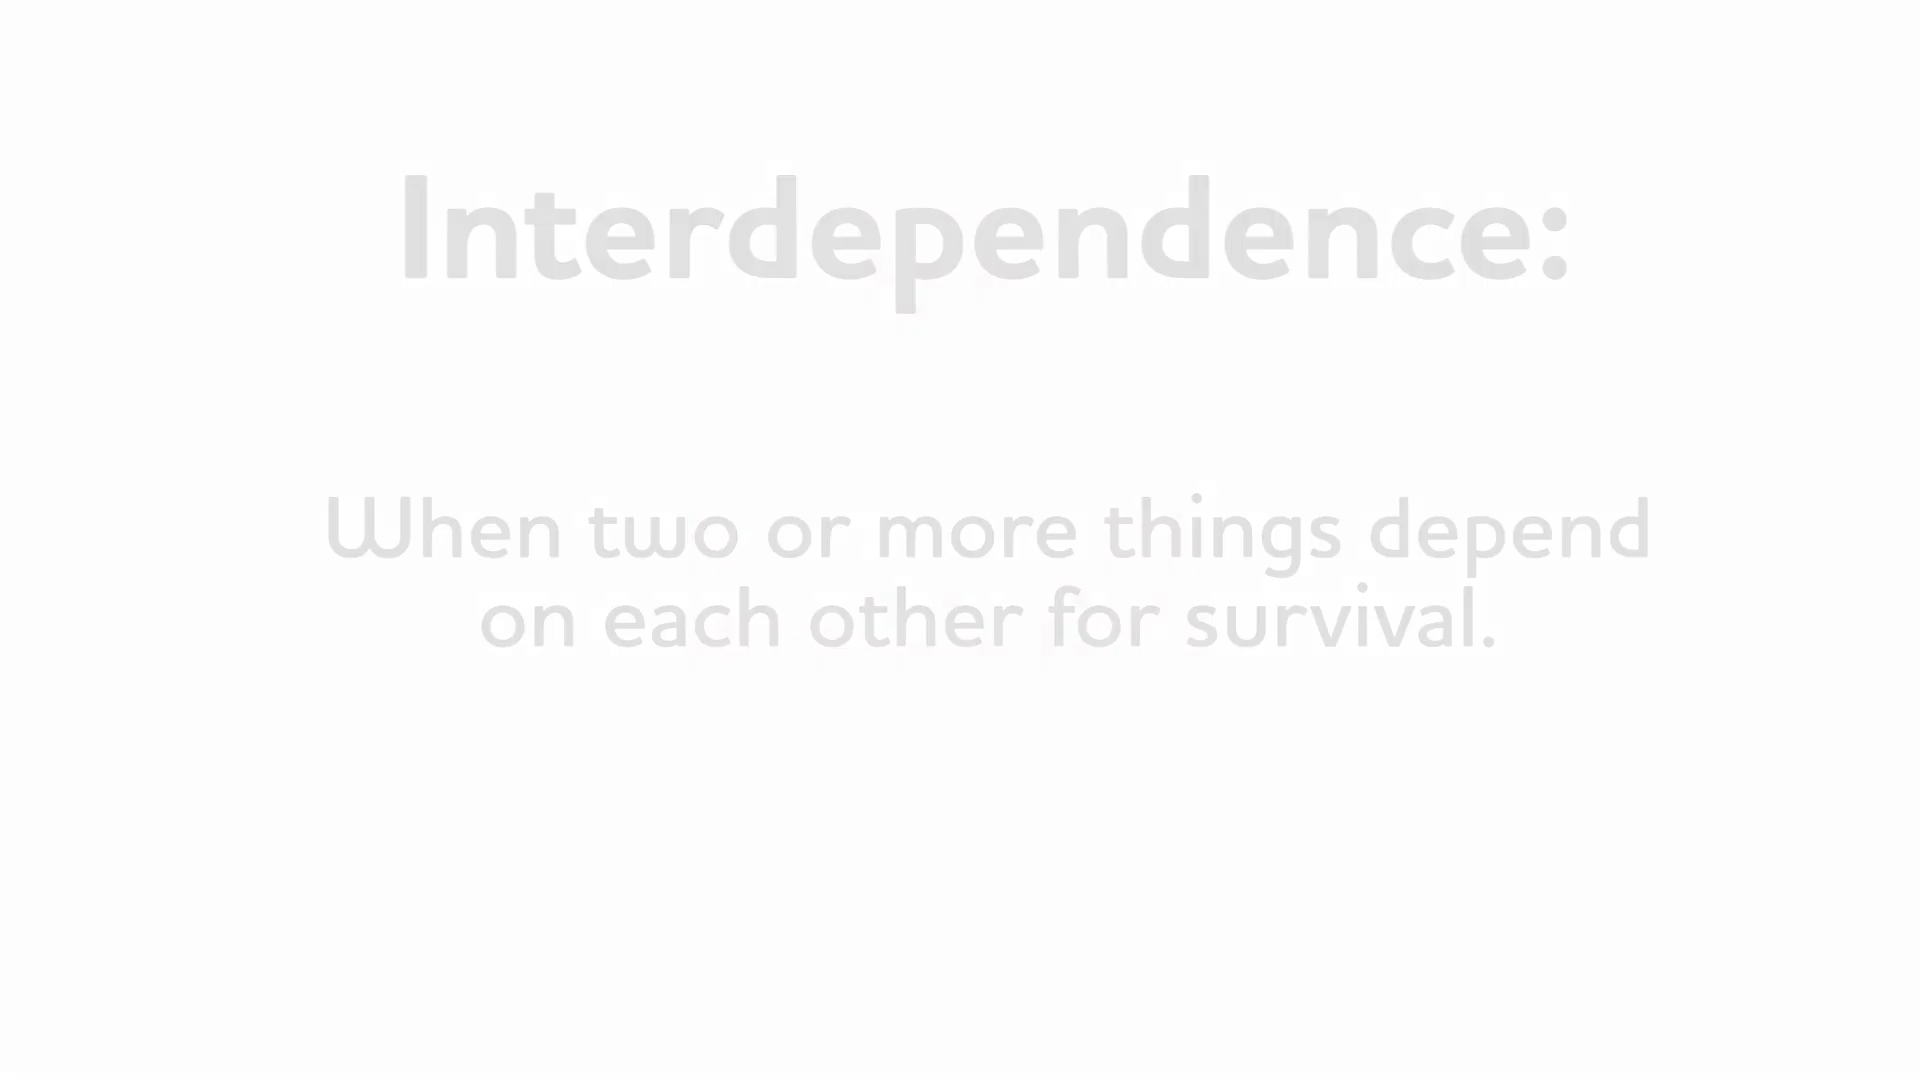 Interdependence:
When two or more things depend
on each other for survival.